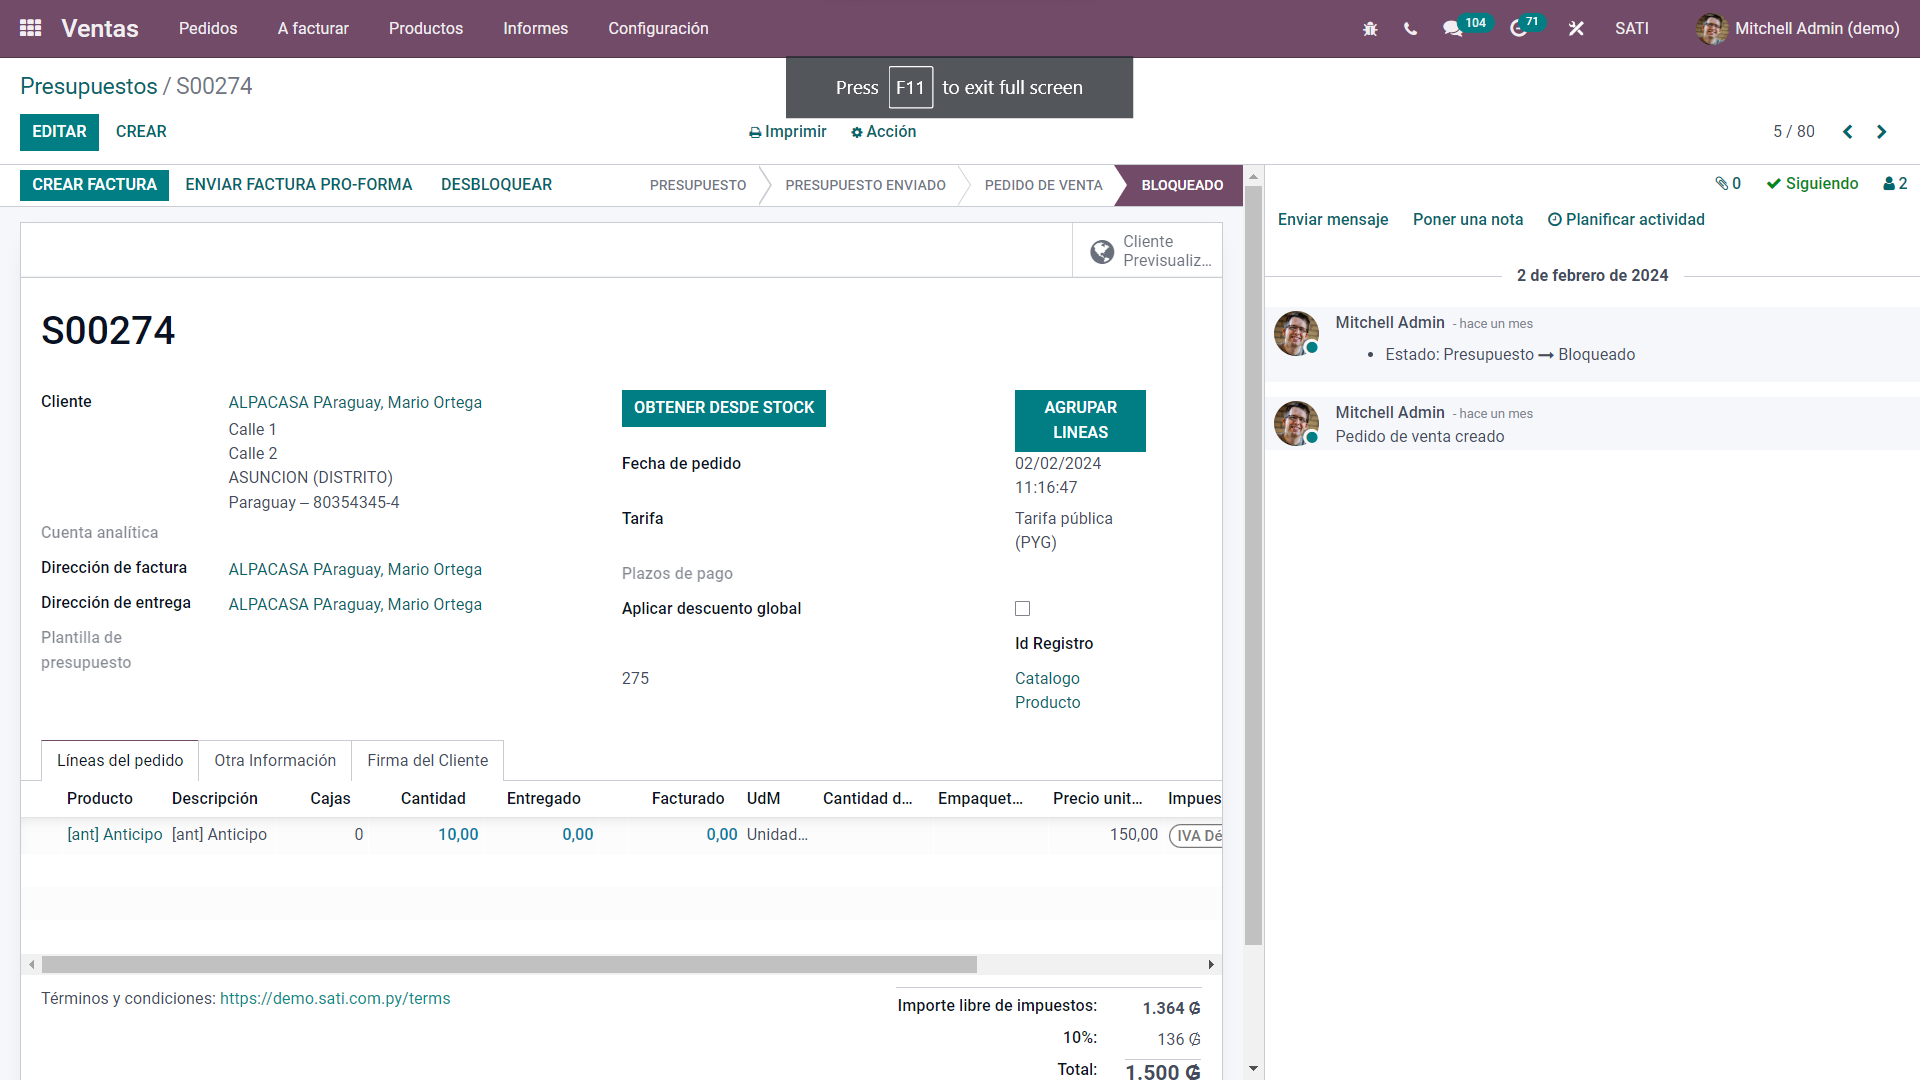 Ventas Pedidos A facturar Productos Informes Configuración 104 71 SATI Mitchell Admin (demo)
Press F11 to exit full screen
Presupuestos / S00274
EDITAR CREAR Imprimir Acción 5 / 80
CREAR FACTURA ENVIAR FACTURA PRO-FORMA DESBLOQUEAR PRESUPUESTO PRESUPUESTO ENVIADO PEDIDO DE VENTA BLOQUEADO
Cliente
Previsualiz...
S00274
Cliente ALPACASA PAraguay, Mario Ortega
Calle 1
Calle 2
ASUNCION (DISTRITO)
Paraguay – 80354345-4
Cuenta analítica
Dirección de factura ALPACASA PAraguay, Mario Ortega
Dirección de entrega ALPACASA PAraguay, Mario Ortega
Plantilla de
presupuesto
OBTENER DESDE STOCK
AGRUPAR
LINEAS
Fecha de pedido 02/02/2024
11:16:47
Tarifa Tarifa pública
(PYG)
Plazos de pago
Aplicar descuento global
Id Registro
275 Catalogo
Producto
Líneas del pedido Otra Información Firma del Cliente
Producto Descripción Cajas Cantidad Entregado Facturado UdM Cantidad d... Empaquet... Precio unit... Impues
[ant] Anticipo [ant] Anticipo 0 10,00 0,00 0,00 Unidad... 150,00 IVA Dé
Términos y condiciones: https://demo.sati.com.py/terms
Importe libre de impuestos: 1.364 ₲
10%: 136 ₲
Total: 1.500 ₲
0 Siguiendo 2
Enviar mensaje Poner una nota Planificar actividad
2 de febrero de 2024
Mitchell Admin - hace un mes
• Estado: Presupuesto → Bloqueado
Mitchell Admin - hace un mes
Pedido de venta creado